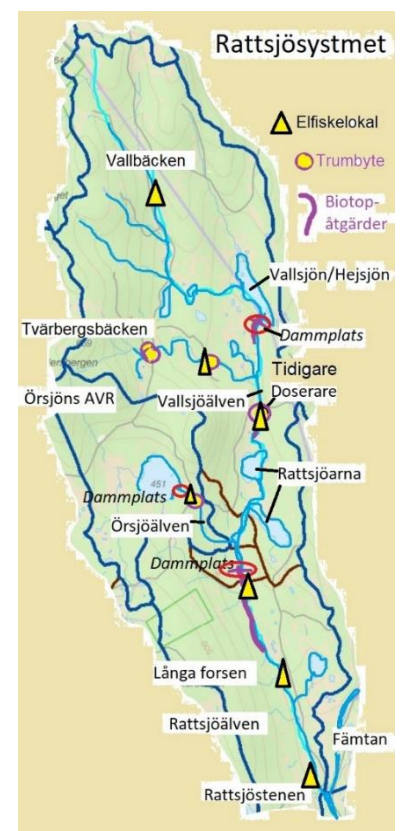 Rattsjösystmet
Elfiskelokal
Trumbyte
Biotop-
åtgärder
Vallbäcken
Vallsjön/Hejsjön
Tvärbergsbäcken
Dammplats
Örsjöns AVR
Vallsjöälven
Tidigare
Doserare
Rattsjöarna
451
Dammplats
Örsjöälven
Dammplats
Långa forsen
Rattsjöälven
Fämtan
Rattsjöstenen